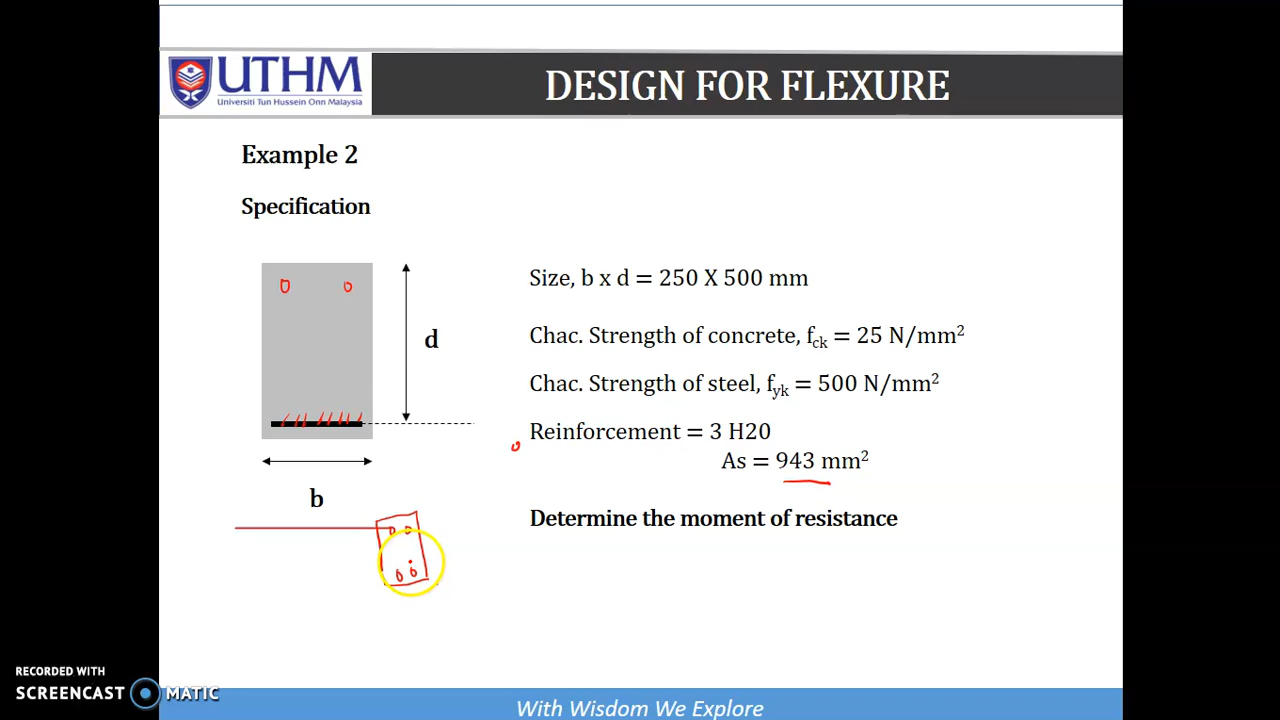 UTHM
Universiti Tun Hussein Onn Malaysia
DESIGN FOR FLEXURE
Example 2
Specification
Size, b x d = 250 X 500 mm
d
Chac. Strength of concrete, fck = 25 N/mm²
Chac. Strength of steel, fyk = 500 N/mm²
Reinforcement = 3 H20
As = 943 mm²
b
Determine the moment of resistance
RECORDED WITH
SCREENCAST MATIC
With Wisdom We Explore